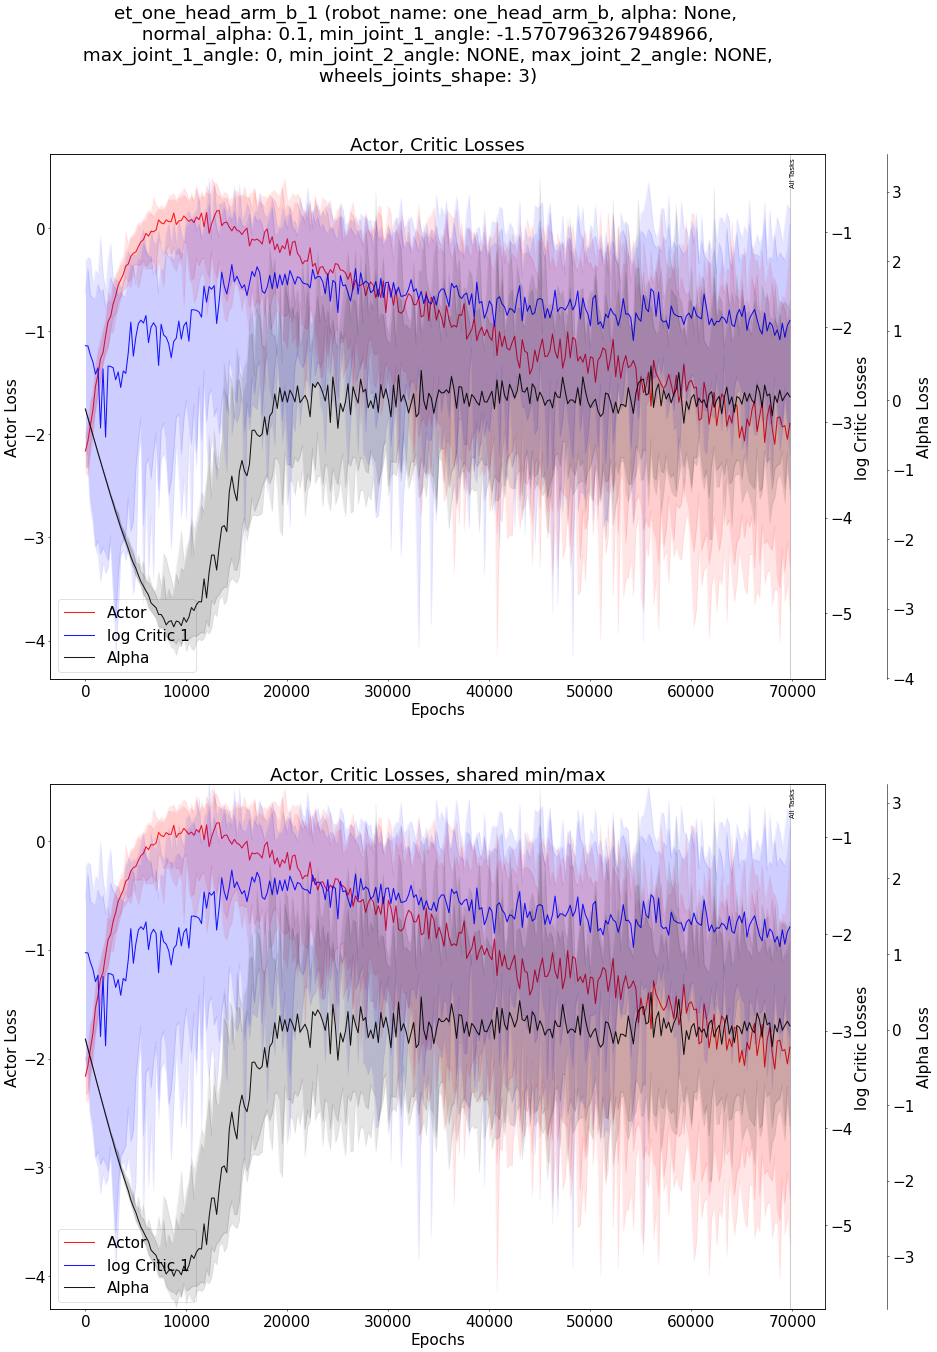 et_one_head_arm_b_1 (robot_name: one_head_arm_b, alpha: None,
normal_alpha: 0.1, min_joint_1_angle: -1.5707963267948966,
max_joint_1_angle: 0, min_joint_2_angle: NONE, max_joint_2_angle: NONE,
wheels_joints_shape: 3)
Actor, Critic Losses
All Tasks
0
−1
−2
−3
−4
Actor Loss
−1
−2
−3
−4
−5
log Critic Losses
3
2
1
0
−1
−2
−3
−4
Alpha Loss
Actor
log Critic 1
Alpha
0 10000 20000 30000 40000 50000 60000 70000
Epochs
Actor, Critic Losses, shared min/max
All Tasks
0
−1
−2
−3
−4
Actor Loss
−1
−2
−3
−4
−5
log Critic Losses
3
2
1
0
−1
−2
−3
Alpha Loss
Actor
log Critic 1
Alpha
0 10000 20000 30000 40000 50000 60000 70000
Epochs